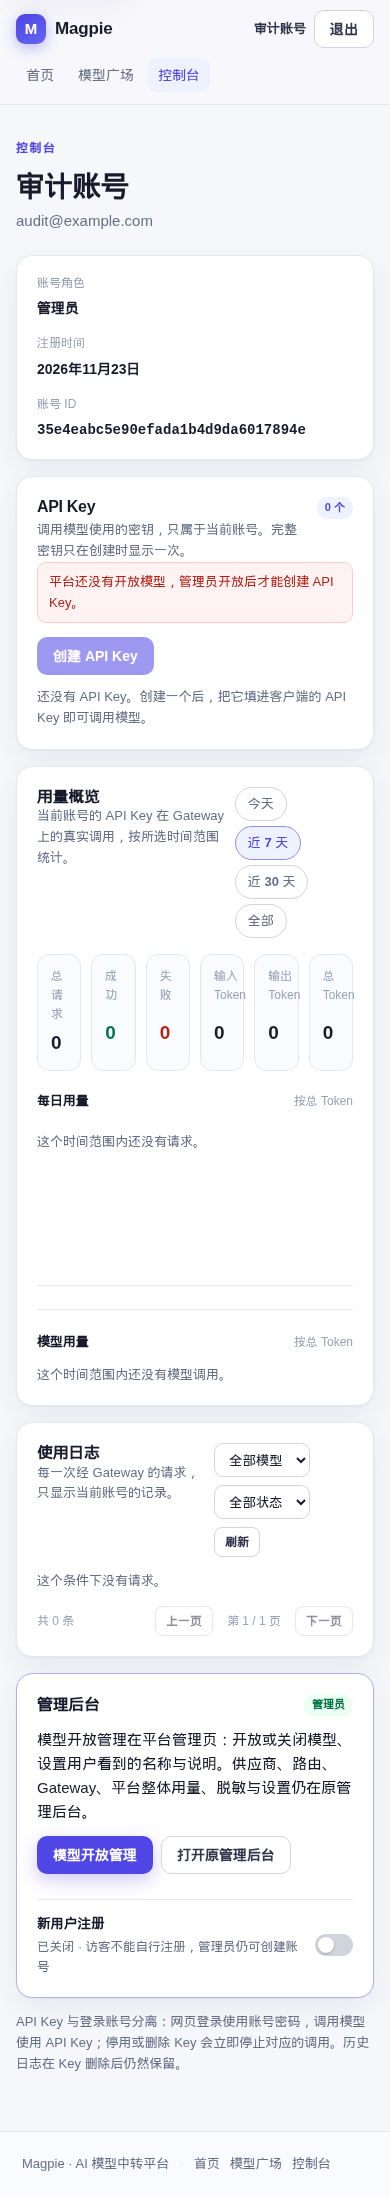 M Magpie 审计账号 退出
首页 模型广场 控制台
控制台
审计账号
audit@example.com
账号角色
管理员
注册时间
2026年11月23日
账号 ID
35e4eabc5e90efada1b4d9da6017894e
API Key 0 个
调用模型使用的密钥，只属于当前账号。完整
密钥只在创建时显示一次。
平台还没有开放模型，管理员开放后才能创建 API
Key。
创建 API Key
还没有 API Key。创建一个后，把它填进客户端的 API
Key 即可调用模型。
用量概览
当前账号的 API Key 在 Gateway
上的真实调用，按所选时间范围
统计。
今天
近 7 天
近 30 天
全部
总请求 0
成功 0
失败 0
输入 Token 0
输出 Token 0
总 Token 0
每日用量 按总 Token
这个时间范围内还没有请求。
模型用量 按总 Token
这个时间范围内还没有模型调用。
使用日志
每一次经 Gateway 的请求，
只显示当前账号的记录。
全部模型
全部状态
刷新
这个条件下没有请求。
共 0 条 上一页 第 1 / 1 页 下一页
管理后台 管理员
模型开放管理在平台管理页：开放或关闭模型、
设置用户看到的名称与说明。供应商、路由、
Gateway、平台整体用量、脱敏与设置仍在原管
理后台。
模型开放管理 打开原管理后台
新用户注册
已关闭 · 访客不能自行注册，管理员仍可创建账
号
API Key 与登录账号分离：网页登录使用账号密码，调用模型
使用 API Key；停用或删除 Key 会立即停止对应的调用。历史
日志在 Key 删除后仍然保留。
Magpie · AI 模型中转平台 · 首页 模型广场 控制台